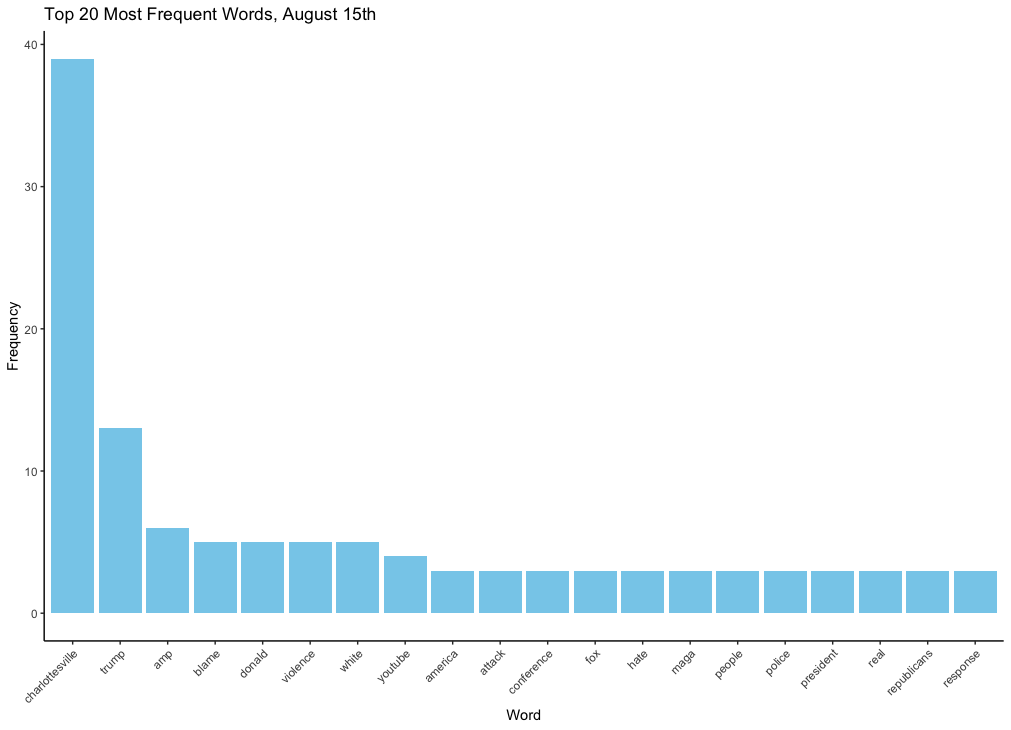 Top 20 Most Frequent Words, August 15th
40
30
20
10
0
Frequency
charlottesville
trump
amp
blame
donald
violence
white
youtube
america
attack
conference
fox
hate
maga
people
police
president
real
republicans
response
Word